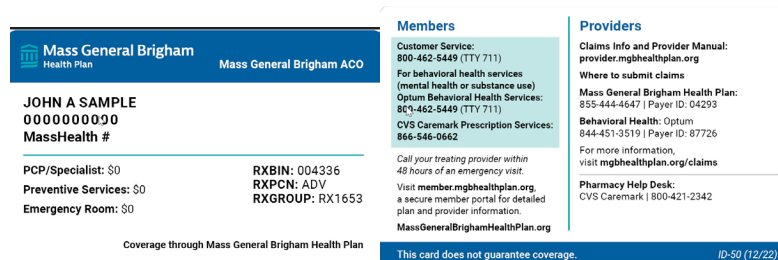 Mass General Brigham
Health Plan
Mass General Brigham ACO
JOHN A SAMPLE
0000000000
MassHealth #
PCP/Specialist: $0
Preventive Services: $0
Emergency Room: $0
RXBIN: 004336
RXPCN: ADV
RXGROUP: RX1653
Coverage through Mass General Brigham Health Plan
Members
Customer Service:
800-462-5449 (TTY 711)
For behavioral health services
(mental health or substance use)
Optum Behavioral Health Services:
800-462-5449 (TTY 711)
CVS Caremark Prescription Services:
866-546-0662
Call your treating provider within
48 hours of an emergency visit.
Visit member.mgbhealthplan.org,
a secure member portal for detailed
plan and provider information.
MassGeneralBrighamHealthPlan.org
Providers
Claims Info and Provider Manual:
provider.mgbhealthplan.org
Where to submit claims
Mass General Brigham Health Plan:
855-444-4647 | Payer ID: 04293
Behavioral Health: Optum
844-451-3519 | Payer ID: 87726
For more information,
visit mgbhealthplan.org/claims
Pharmacy Help Desk:
CVS Caremark | 800-421-2342
This card does not guarantee coverage.
ID-50 (12/22)